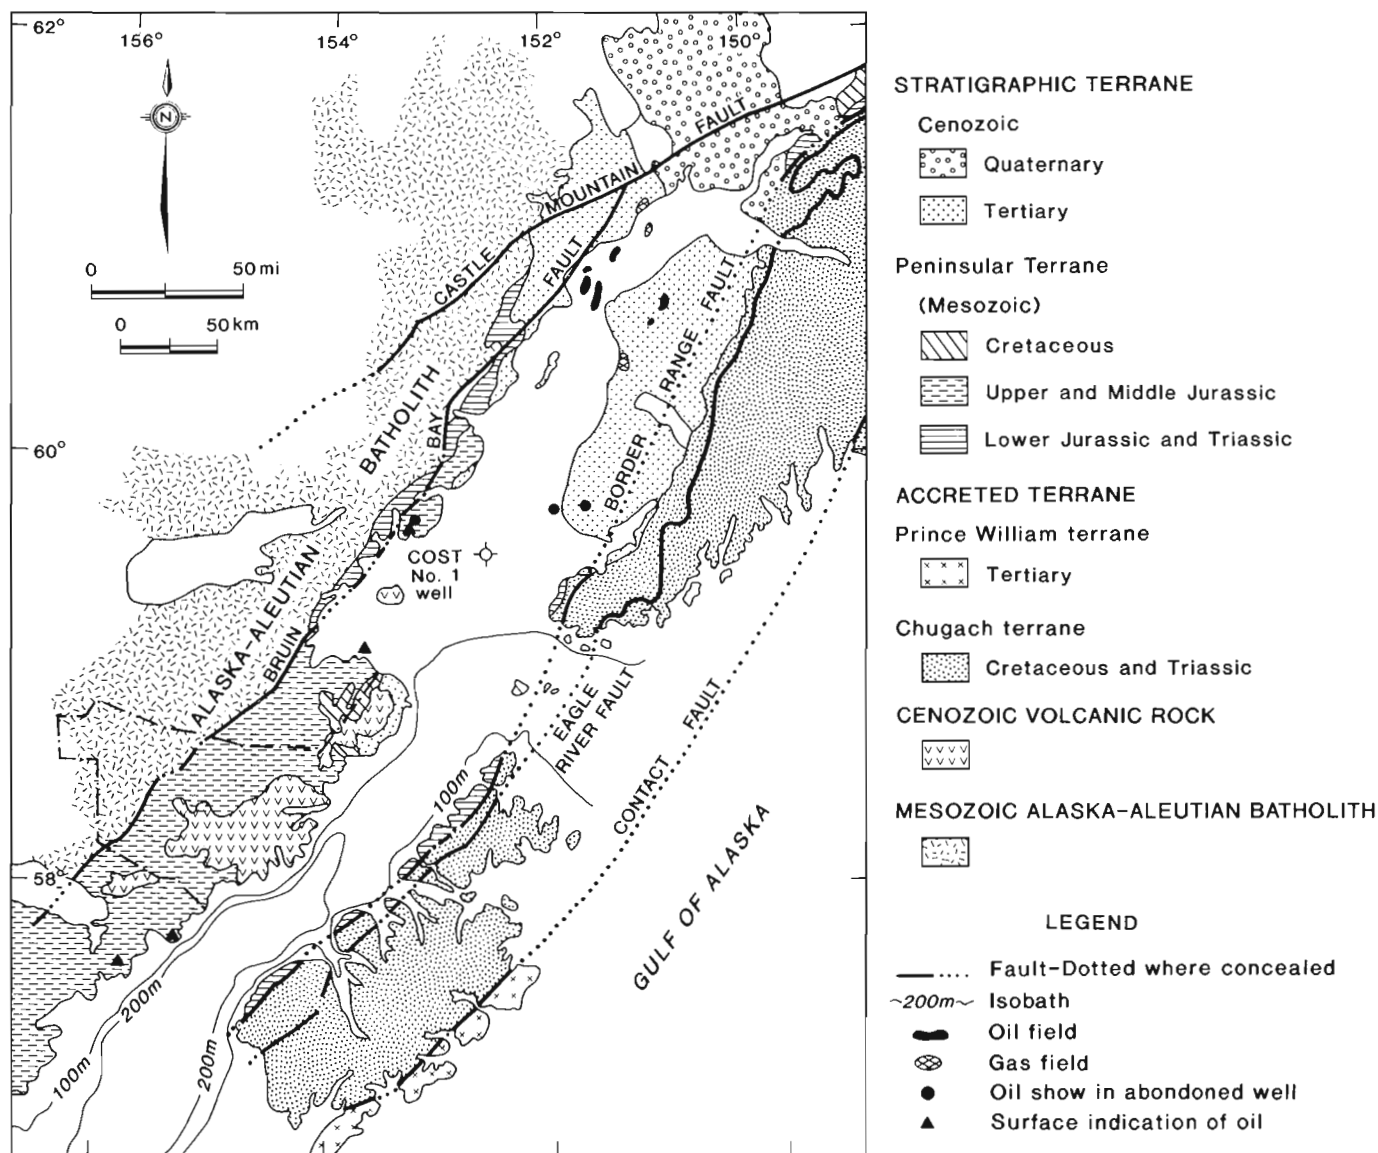 62°
156°
154°
152°
150°
N
0 50 mi
0 50 km
60°
58°
CASTLE MOUNTAIN FAULT
FAULT
BATHOLITH
BAY
BORDER RANGE FAULT
COST
No. 1
well
ALASKA-ALEUTIAN
BRUIN
EAGLE
RIVER FAULT
CONTACT FAULT
100m
GULF OF ALASKA
200m
100m
200m
STRATIGRAPHIC TERRANE
Cenozoic
Quaternary
Tertiary
Peninsular Terrane
(Mesozoic)
Cretaceous
Upper and Middle Jurassic
Lower Jurassic and Triassic
ACCRETED TERRANE
Prince William terrane
Tertiary
Chugach terrane
Cretaceous and Triassic
CENOZOIC VOLCANIC ROCK
MESOZOIC ALASKA-ALEUTIAN BATHOLITH
LEGEND
Fault-Dotted where concealed
~200m~ Isobath
Oil field
Gas field
Oil show in abondoned well
Surface indication of oil